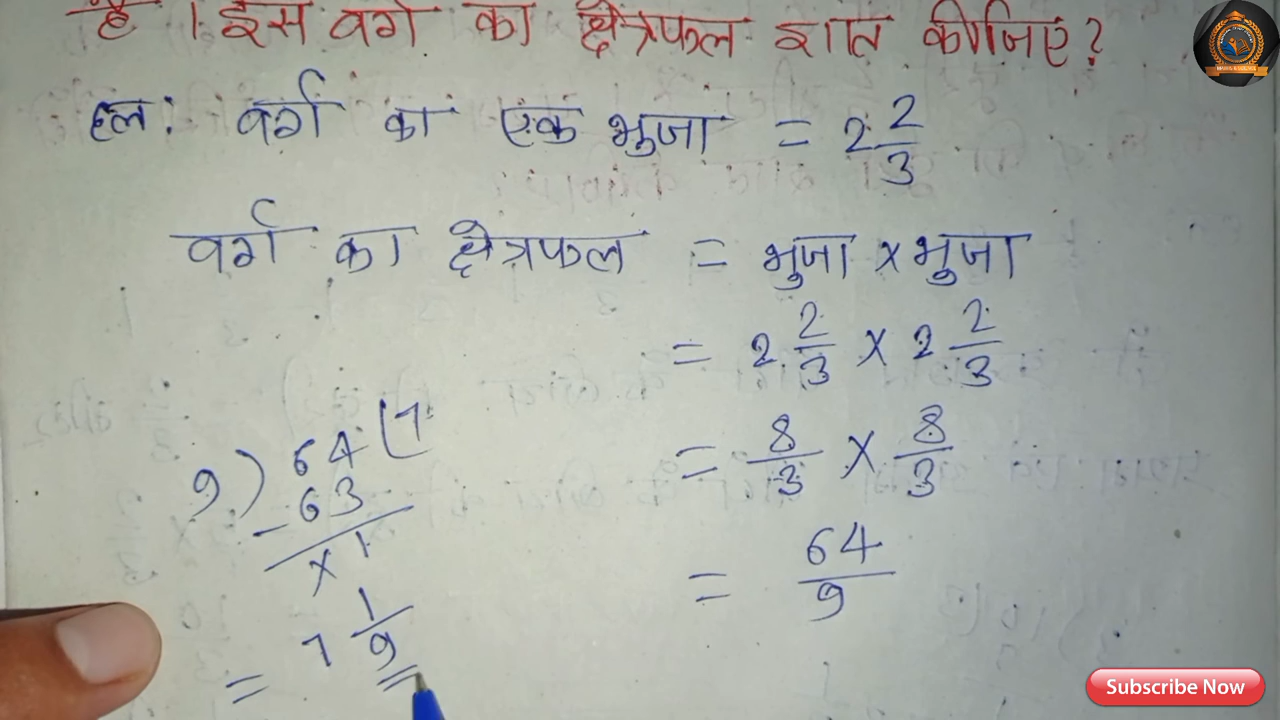 है । इस वर्ग का क्षेत्रफल ज्ञात कीजिए?
हल: वर्ग का एक भुजा = 2 2/3
वर्ग का क्षेत्रफल = भुजा × भुजा
= 2 2/3 × 2 2/3
= 8/3 × 8/3
= 64/9
9) 64 (7
- 63
× 1
= 7 1/9
Subscribe Now